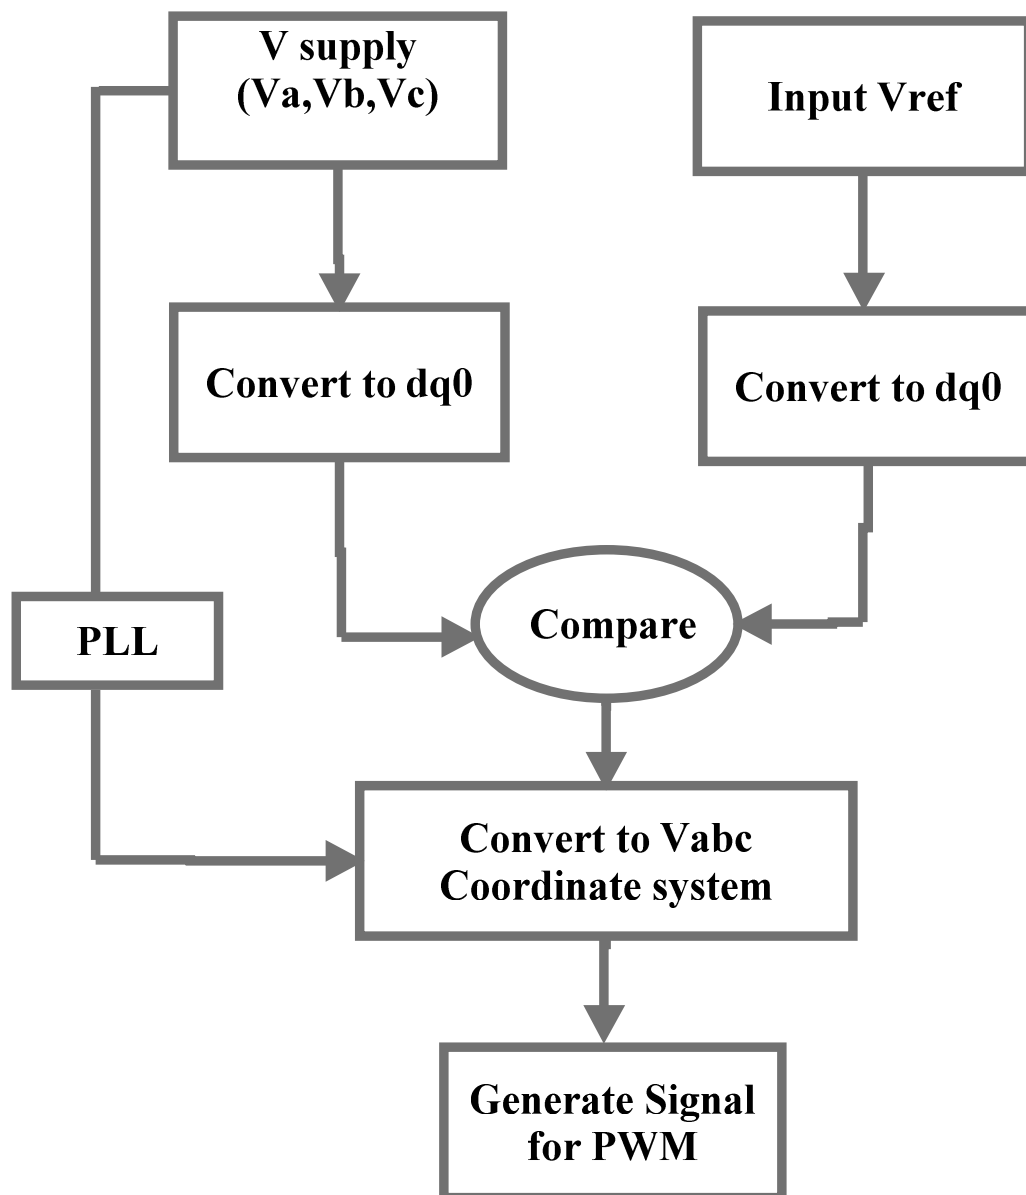 V supply
(Va,Vb,Vc)
Input Vref
Convert to dq0
Convert to dq0
Compare
PLL
Convert to Vabc
Coordinate system
Generate Signal
for PWM